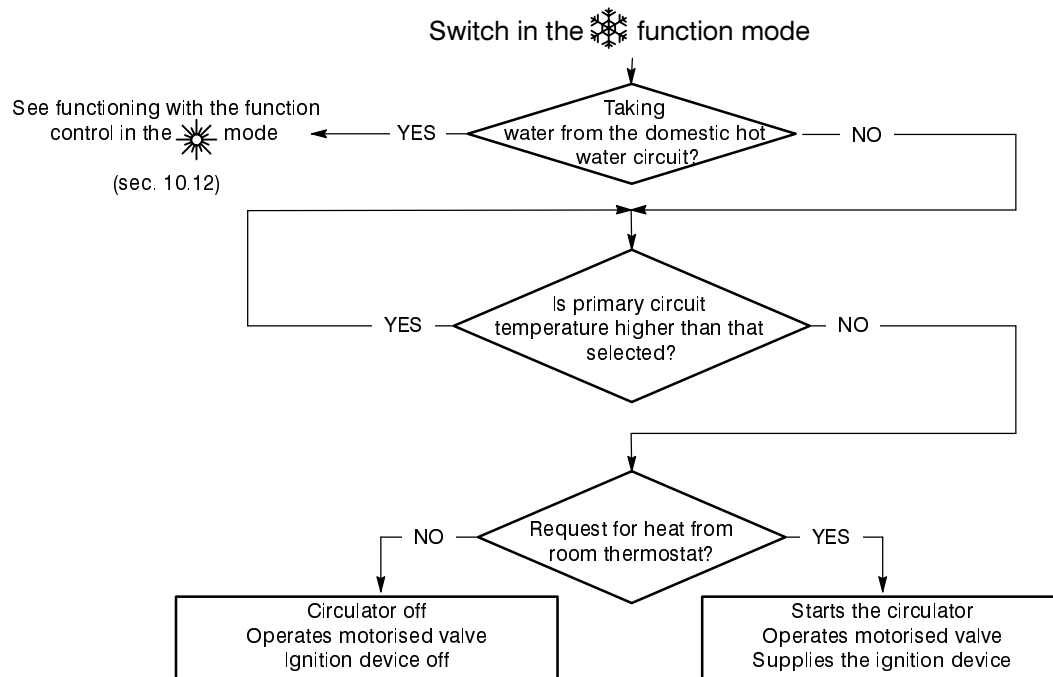 Switch in the function mode
See functioning with the function
control in the mode
(sec. 10.12)
YES
Taking
water from the domestic hot
water circuit?
NO
YES
Is primary circuit
temperature higher than that
selected?
NO
NO
Request for heat from
room thermostat?
YES
Circulator off
Operates motorised valve
Ignition device off
Starts the circulator
Operates motorised valve
Supplies the ignition device